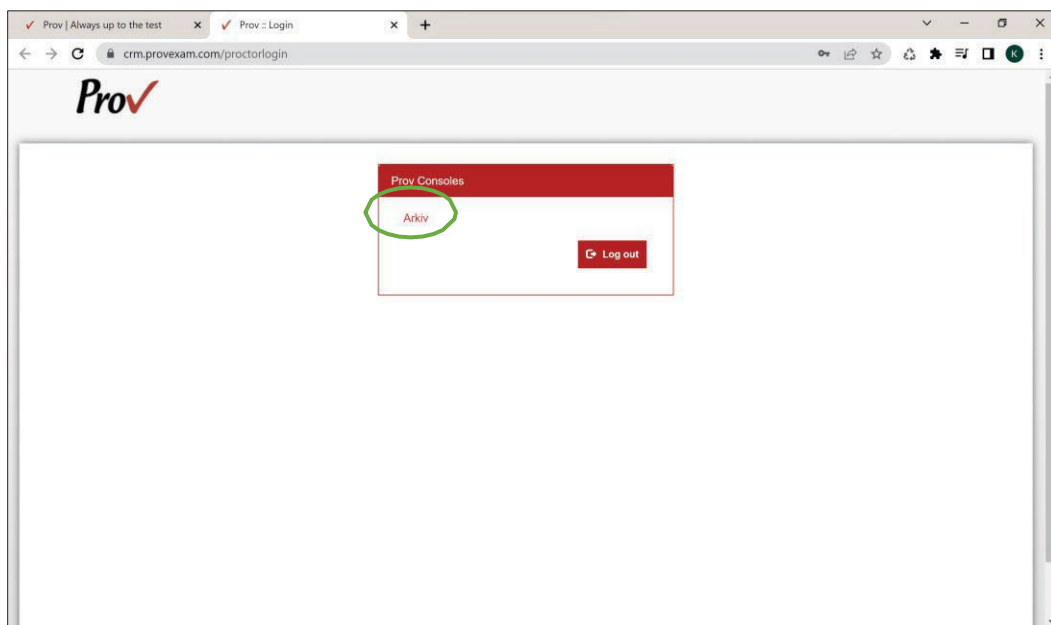 Prov | Always up to the test
Prov :: Login
crm.provexam.com/proctorlogin
K
Prov
Prov Consoles
Arkiv
Log out